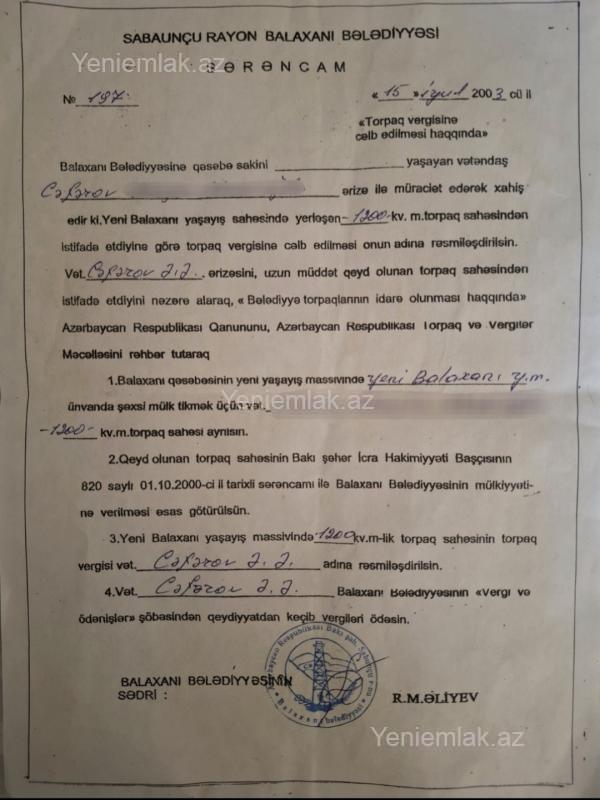 SABAUNÇU RAYON BALAXANI BƏLƏDİYYƏSİ
Yeniemlak.az
SƏRƏNCAM
№ 197 « 15 » iyul 2003 cü il
«Torpaq vergisinə
cəlb edilməsi haqqında»
Balaxanı Bələdiyyəsinə qəsəbə sakini yaşayan vətəndaş
Cəfərov ərizə ilə müraciət edərək xahiş
edir ki, Yeni Balaxanı yaşayış sahəsində yerləşən -1200- kv. m.torpaq sahəsindən
istifadə etdiyinə görə torpaq vergisinə cəlb edilməsi onun adına rəsmiləşdirilsin.
Vət. Cəfərov Ə.Ə. ərizəsini, uzun müddət qeyd olunan torpaq sahəsindən
istifadə etdiyini nəzərə alaraq, « Bələdiyyə torpaqlarının idarə olunması haqqında»
Azərbaycan Respublikası Qanununu, Azərbaycan Respublikası Torpaq və Vergilər
Məcəlləsini rəhbər tutaraq
1.Balaxanı qəsəbəsinin yeni yaşayış massivində Yeni Balaxanı y.m.
ünvanda şəxsi mülk tikmək üçün vət.
Yeniemlak.az
-1200- kv.m.torpaq sahəsi ayrılsın.
2.Qeyd olunan torpaq sahəsinin Bakı şəhər İcra Hakimiyyəti Başçısının
820 saylı 01.10.2000-ci il tarixli sərəncamı ilə Balaxanı Bələdiyyəsinin mülkiyyəti-
nə verilməsi əsas götürülsün.
3.Yeni Balaxanı yaşayış massivində 1200 kv.m-lik torpaq sahəsinin torpaq
vergisi vət. Cəfərov Ə.Ə. adına rəsmiləşdirilsin.
4.Vət. Cəfərov Ə.Ə. Balaxanı Bələdiyyəsinin «Vergi və
ödənişlər» şöbəsindən qeydiyyatdan keçib vergiləri ödəsin.
BALAXANI BƏLƏDİYYƏSİNİN
SƏDRİ : R.M.ƏLİYEV
Yeniemlak.az